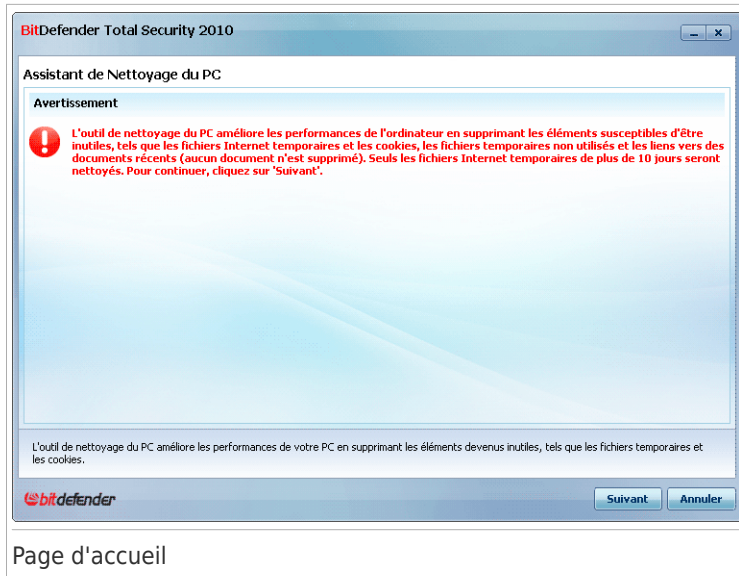 BitDefender Total Security 2010
Assistant de Nettoyage du PC
Avertissement
L'outil de nettoyage du PC améliore les performances de l'ordinateur en supprimant les éléments susceptibles d'être
inutiles, tels que les fichiers Internet temporaires et les cookies, les fichiers temporaires non utilisés et les liens vers des
documents récents (aucun document n'est supprimé). Seuls les fichiers Internet temporaires de plus de 10 jours seront
nettoyés. Pour continuer, cliquez sur 'Suivant'.
L'outil de nettoyage du PC améliore les performances de votre PC en supprimant les éléments devenus inutiles, tels que les fichiers temporaires et
les cookies.
bitdefender
Suivant
Annuler
Page d'accueil